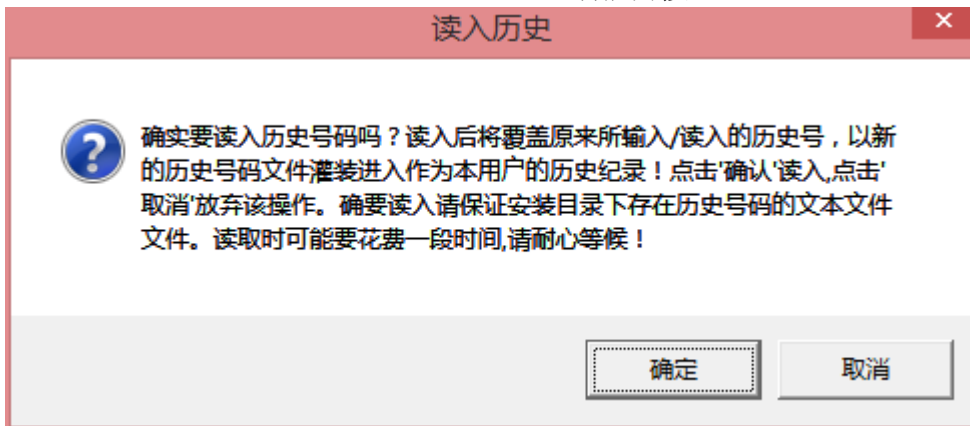 读入历史
确实要读入历史号码吗？读入后将覆盖原来所输入/读入的历史号，以新
的历史号码文件灌装进入作为本用户的历史纪录！点击'确认'读入,点击'
取消'放弃该操作。确要读入请保证安装目录下存在历史号码的文本文件
文件。读取时可能要花费一段时间,请耐心等候！
确定
取消